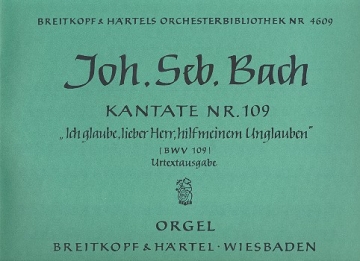 BREITKOPF & HÄRTELS ORCHESTERBIBLIOTHEK NR 4609
Joh. Seb. Bach
KANTATE NR. 109
„Ich glaube, lieber Herr, hilf meinem Unglauben"
(BWV 109)
Urtextausgabe
ORGEL
BREITKOPF & HÄRTEL · WIESBADEN